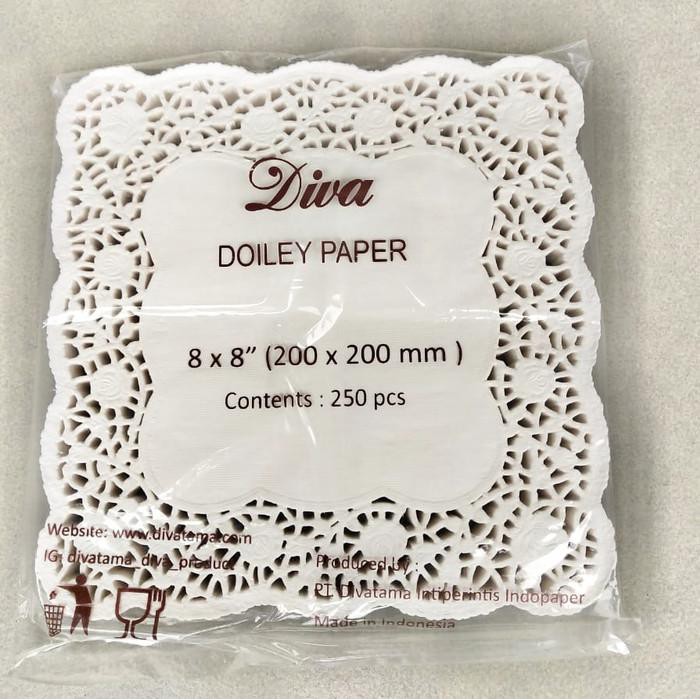 Diva
DOILEY PAPER
8 x 8” (200 x 200 mm )
Contents : 250 pcs
Website: www.divatama.com
IG: divatama_diva_product
Produced by :
PT Divatama Intiperintis Indopaper
Made in Indonesia